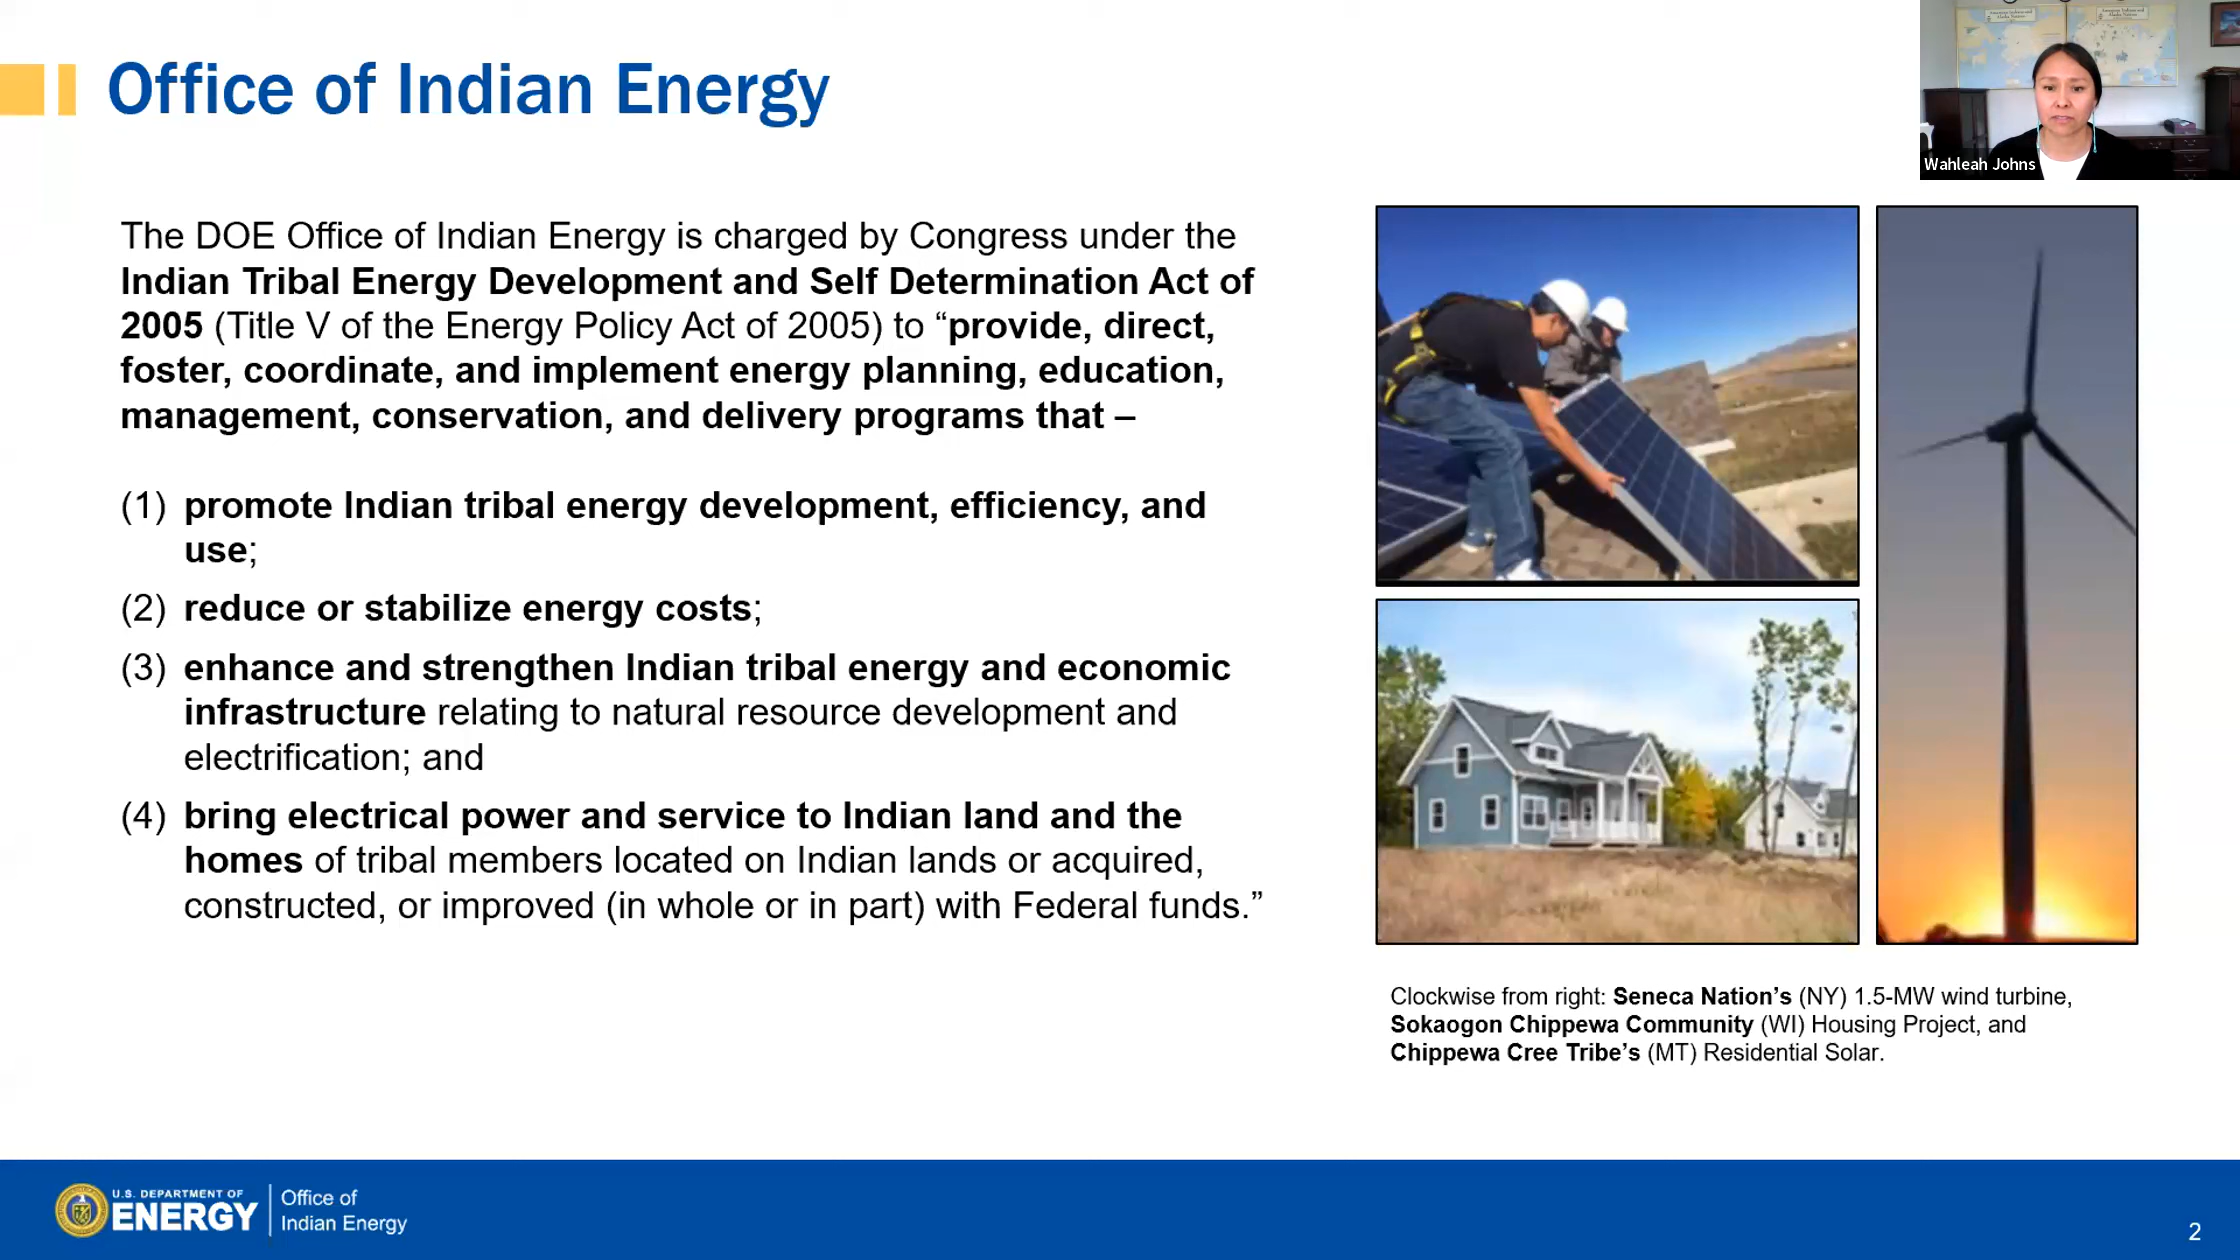 Office of Indian Energy
Wahleah Johns
The DOE Office of Indian Energy is charged by Congress under the
Indian Tribal Energy Development and Self Determination Act of
2005 (Title V of the Energy Policy Act of 2005) to “provide, direct,
foster, coordinate, and implement energy planning, education,
management, conservation, and delivery programs that –
(1) promote Indian tribal energy development, efficiency, and
use;
(2) reduce or stabilize energy costs;
(3) enhance and strengthen Indian tribal energy and economic
infrastructure relating to natural resource development and
electrification; and
(4) bring electrical power and service to Indian land and the
homes of tribal members located on Indian lands or acquired,
constructed, or improved (in whole or in part) with Federal funds.”
Clockwise from right: Seneca Nation’s (NY) 1.5-MW wind turbine,
Sokaogon Chippewa Community (WI) Housing Project, and
Chippewa Cree Tribe’s (MT) Residential Solar.
U.S. DEPARTMENT OF
ENERGY
Office of
Indian Energy
2